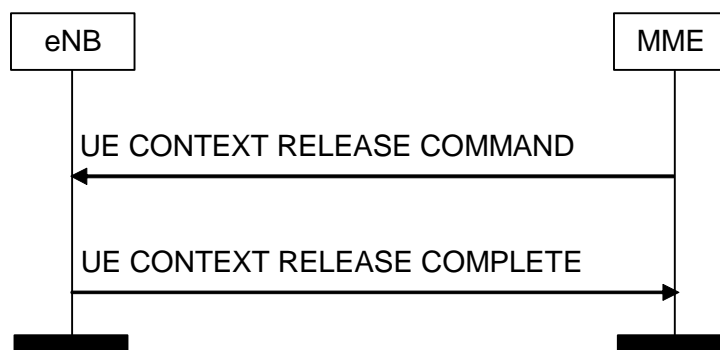 eNB
MME
UE CONTEXT RELEASE COMMAND
UE CONTEXT RELEASE COMPLETE